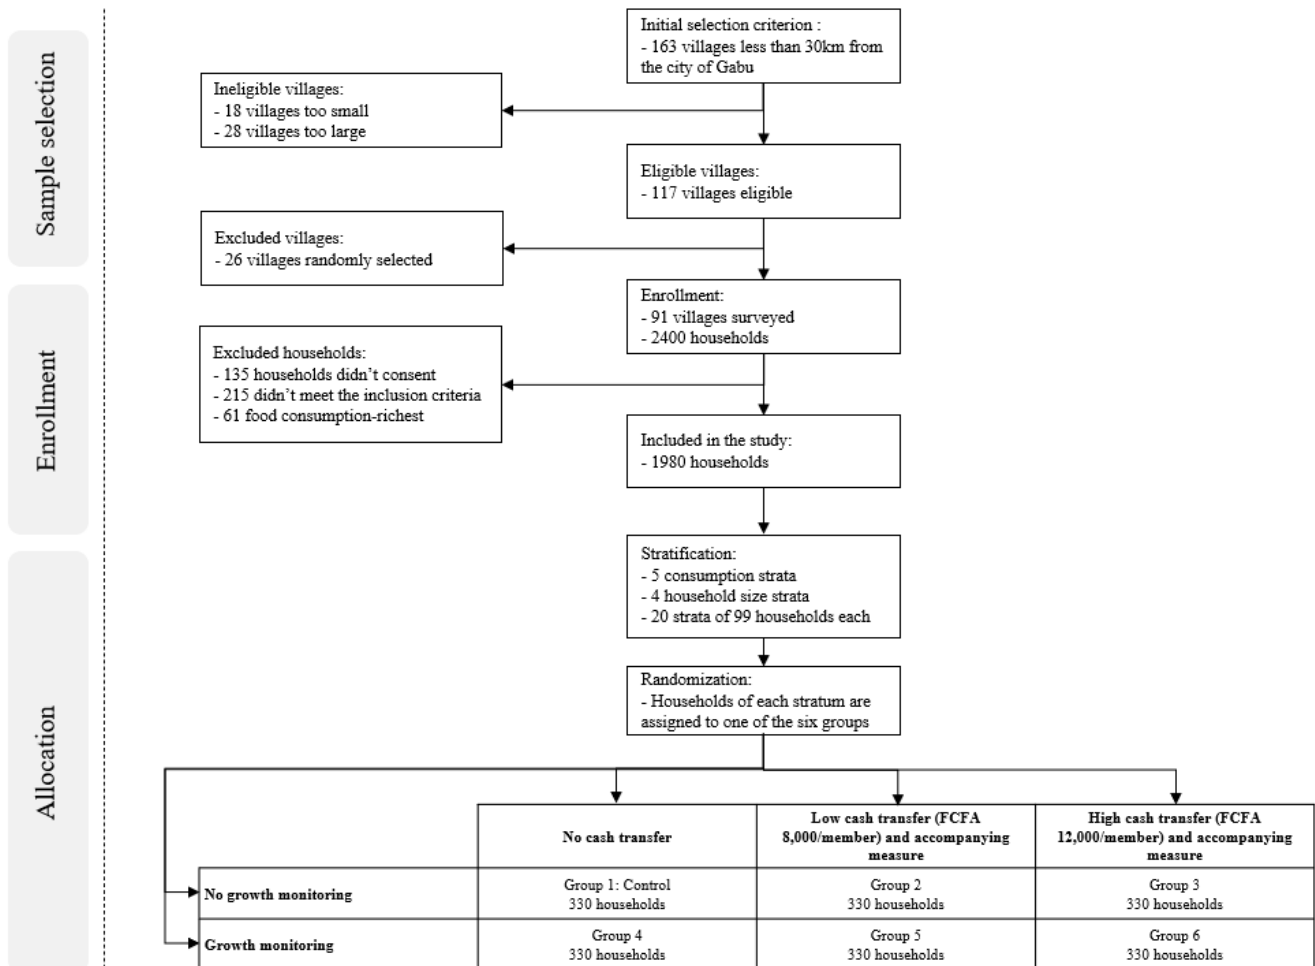 Sample selection
Initial selection criterion :
- 163 villages less than 30km from
the city of Gabu
Ineligible villages:
- 18 villages too small
- 28 villages too large
Eligible villages:
- 117 villages eligible
Excluded villages:
- 26 villages randomly selected
Enrollment
Enrollment:
- 91 villages surveyed
- 2400 households
Excluded households:
- 135 households didn’t consent
- 215 didn’t meet the inclusion criteria
- 61 food consumption-richest
Included in the study:
- 1980 households
Allocation
Stratification:
- 5 consumption strata
- 4 household size strata
- 20 strata of 99 households each
Randomization:
- Households of each stratum are
assigned to one of the six groups
No cash transfer
Low cash transfer (FCFA
8,000/member) and accompanying
measure
High cash transfer (FCFA
12,000/member) and accompanying
measure
No growth monitoring
Group 1: Control
330 households
Group 2
330 households
Group 3
330 households
Growth monitoring
Group 4
330 households
Group 5
330 households
Group 6
330 households